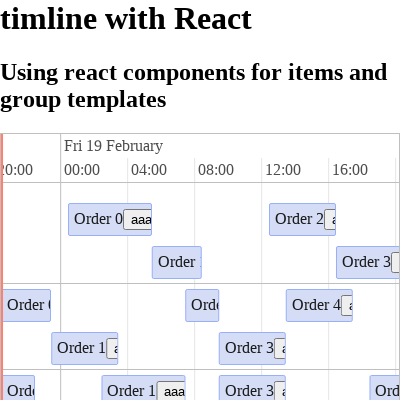 timline with React
Using react components for items and
group templates
Fri 19 February
20:00 00:00 04:00 08:00 12:00 16:00
Order 0 aaa Order 2 a
Order Order 3
Order Order 4 a
Order 1 a Order 3 a
Order 1 aaa Order 3 a